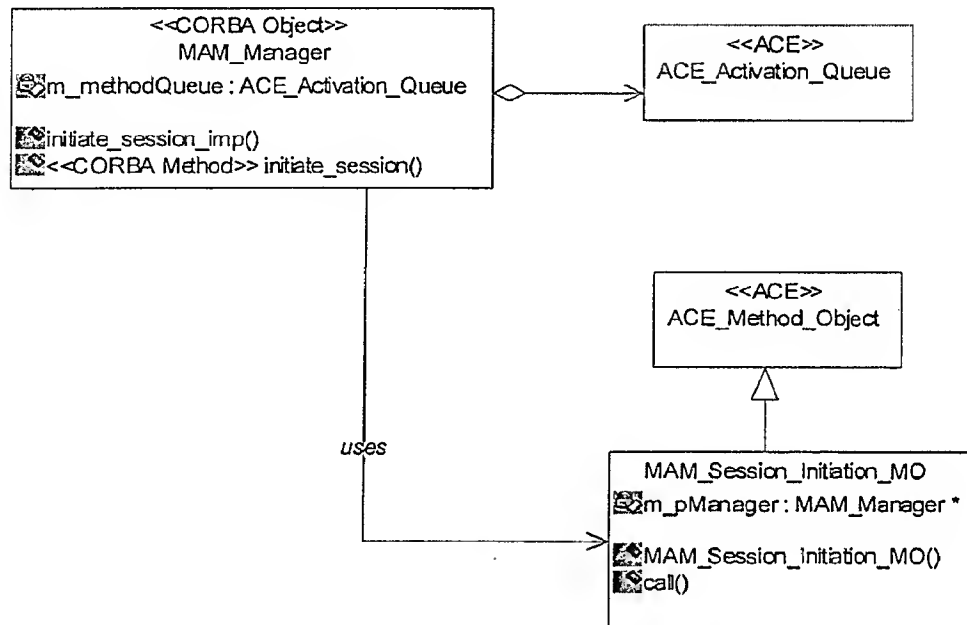 <<CORBA Object>>
MAM_Manager
m_methodQueue : ACE_Activation_Queue
initiate_session_imp()
<<CORBA Method>> initiate_session()
<<ACE>>
ACE_Activation_Queue
<<ACE>>
ACE_Method_Object
uses
MAM_Session_Initiation_MO
m_pManager : MAM_Manager *
MAM_Session_Initiation_MO()
call()